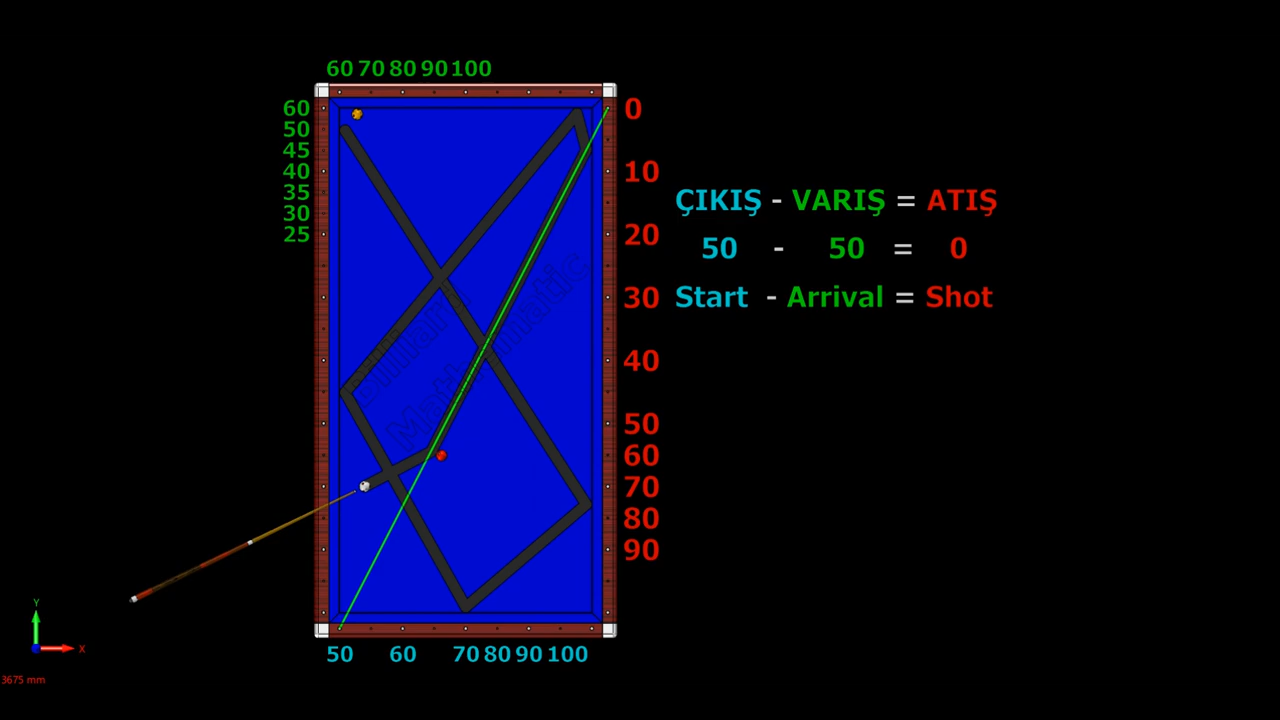 60 70 80 90 100
60
50
45
40
35
30
25
0
10
20
30
40
50
60
70
80
90
ÇIKIŞ - VARIŞ = ATIŞ
50 - 50 = 0
Start - Arrival = Shot
Matematic
50 60 70 80 90 100
Y
X
3675 mm